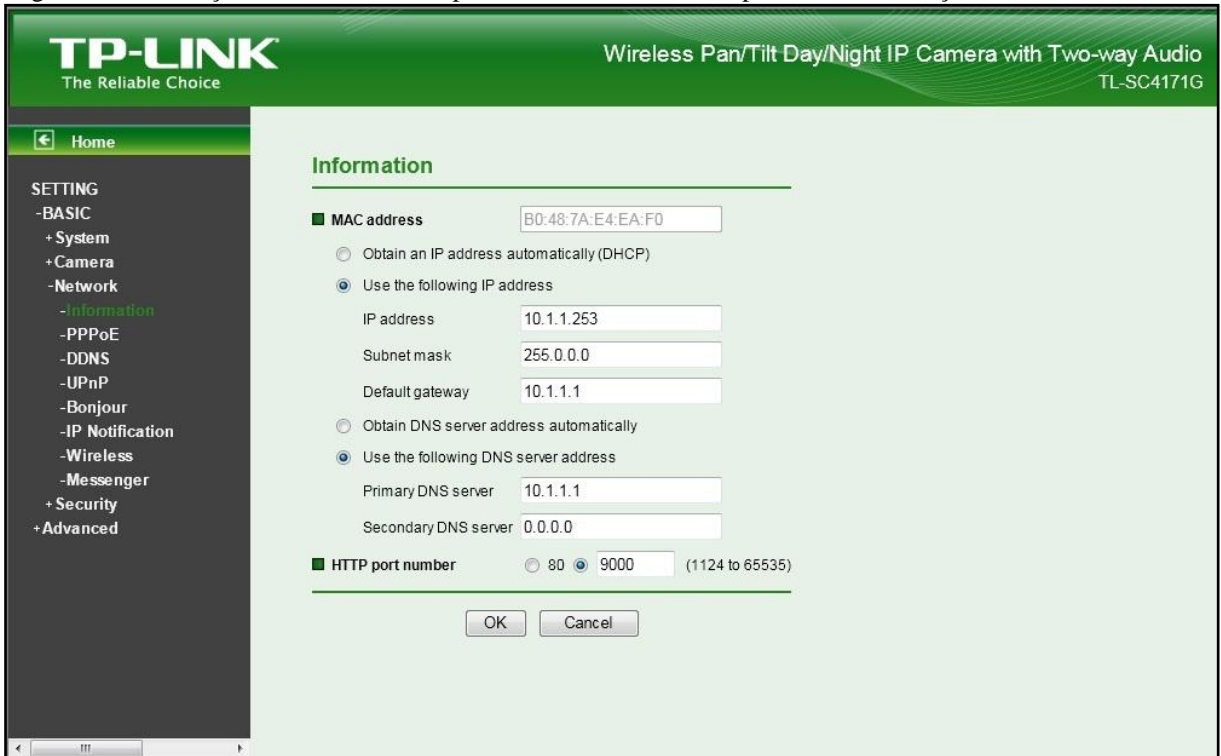 TP-LINK
The Reliable Choice
Wireless Pan/Tilt Day/Night IP Camera with Two-way Audio
TL-SC4171G
Home
SETTING
-BASIC
+System
+Camera
-Network
-Information
-PPPoE
-DDNS
-UPnP
-Bonjour
-IP Notification
-Wireless
-Messenger
+Security
+Advanced
Information
MAC address B0:48:7A:E4:EA:F0
Obtain an IP address automatically (DHCP)
Use the following IP address
IP address 10.1.1.253
Subnet mask 255.0.0.0
Default gateway 10.1.1.1
Obtain DNS server address automatically
Use the following DNS server address
Primary DNS server 10.1.1.1
Secondary DNS server 0.0.0.0
HTTP port number 80 9000 (1124 to 65535)
OK Cancel